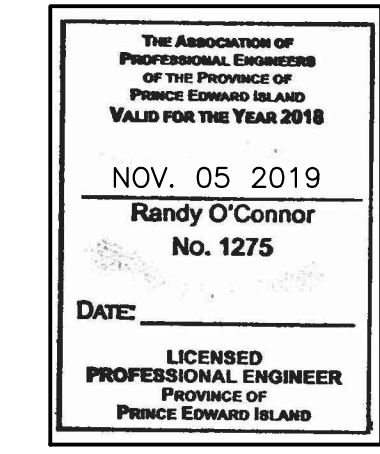 THE ASSOCIATION OF
PROFESSIONAL ENGINEERS
OF THE PROVINCE OF
PRINCE EDWARD ISLAND
VALID FOR THE YEAR 2018
NOV. 05 2019
Randy O'Connor
No. 1275
DATE:
LICENSED
PROFESSIONAL ENGINEER
PROVINCE OF
PRINCE EDWARD ISLAND